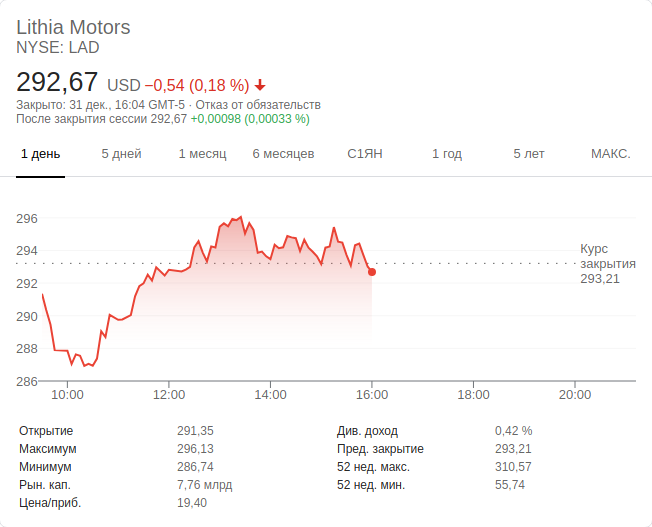 Lithia Motors
NYSE: LAD
292,67 USD −0,54 (0,18 %)
Закрыто: 31 дек., 16:04 GMT-5 · Отказ от обязательств
После закрытия сессии 292,67 +0,00098 (0,00033 %)
1 день 5 дней 1 месяц 6 месяцев С1ЯН 1 год 5 лет МАКС.
296
294
292
290
288
286
Курс
закрытия
293,21
10:00 12:00 14:00 16:00 18:00 20:00
Открытие 291,35 Див. доход 0,42 %
Максимум 296,13 Пред. закрытие 293,21
Минимум 286,74 52 нед. макс. 310,57
Рын. кап. 7,76 млрд 52 нед. мин. 55,74
Цена/приб. 19,40